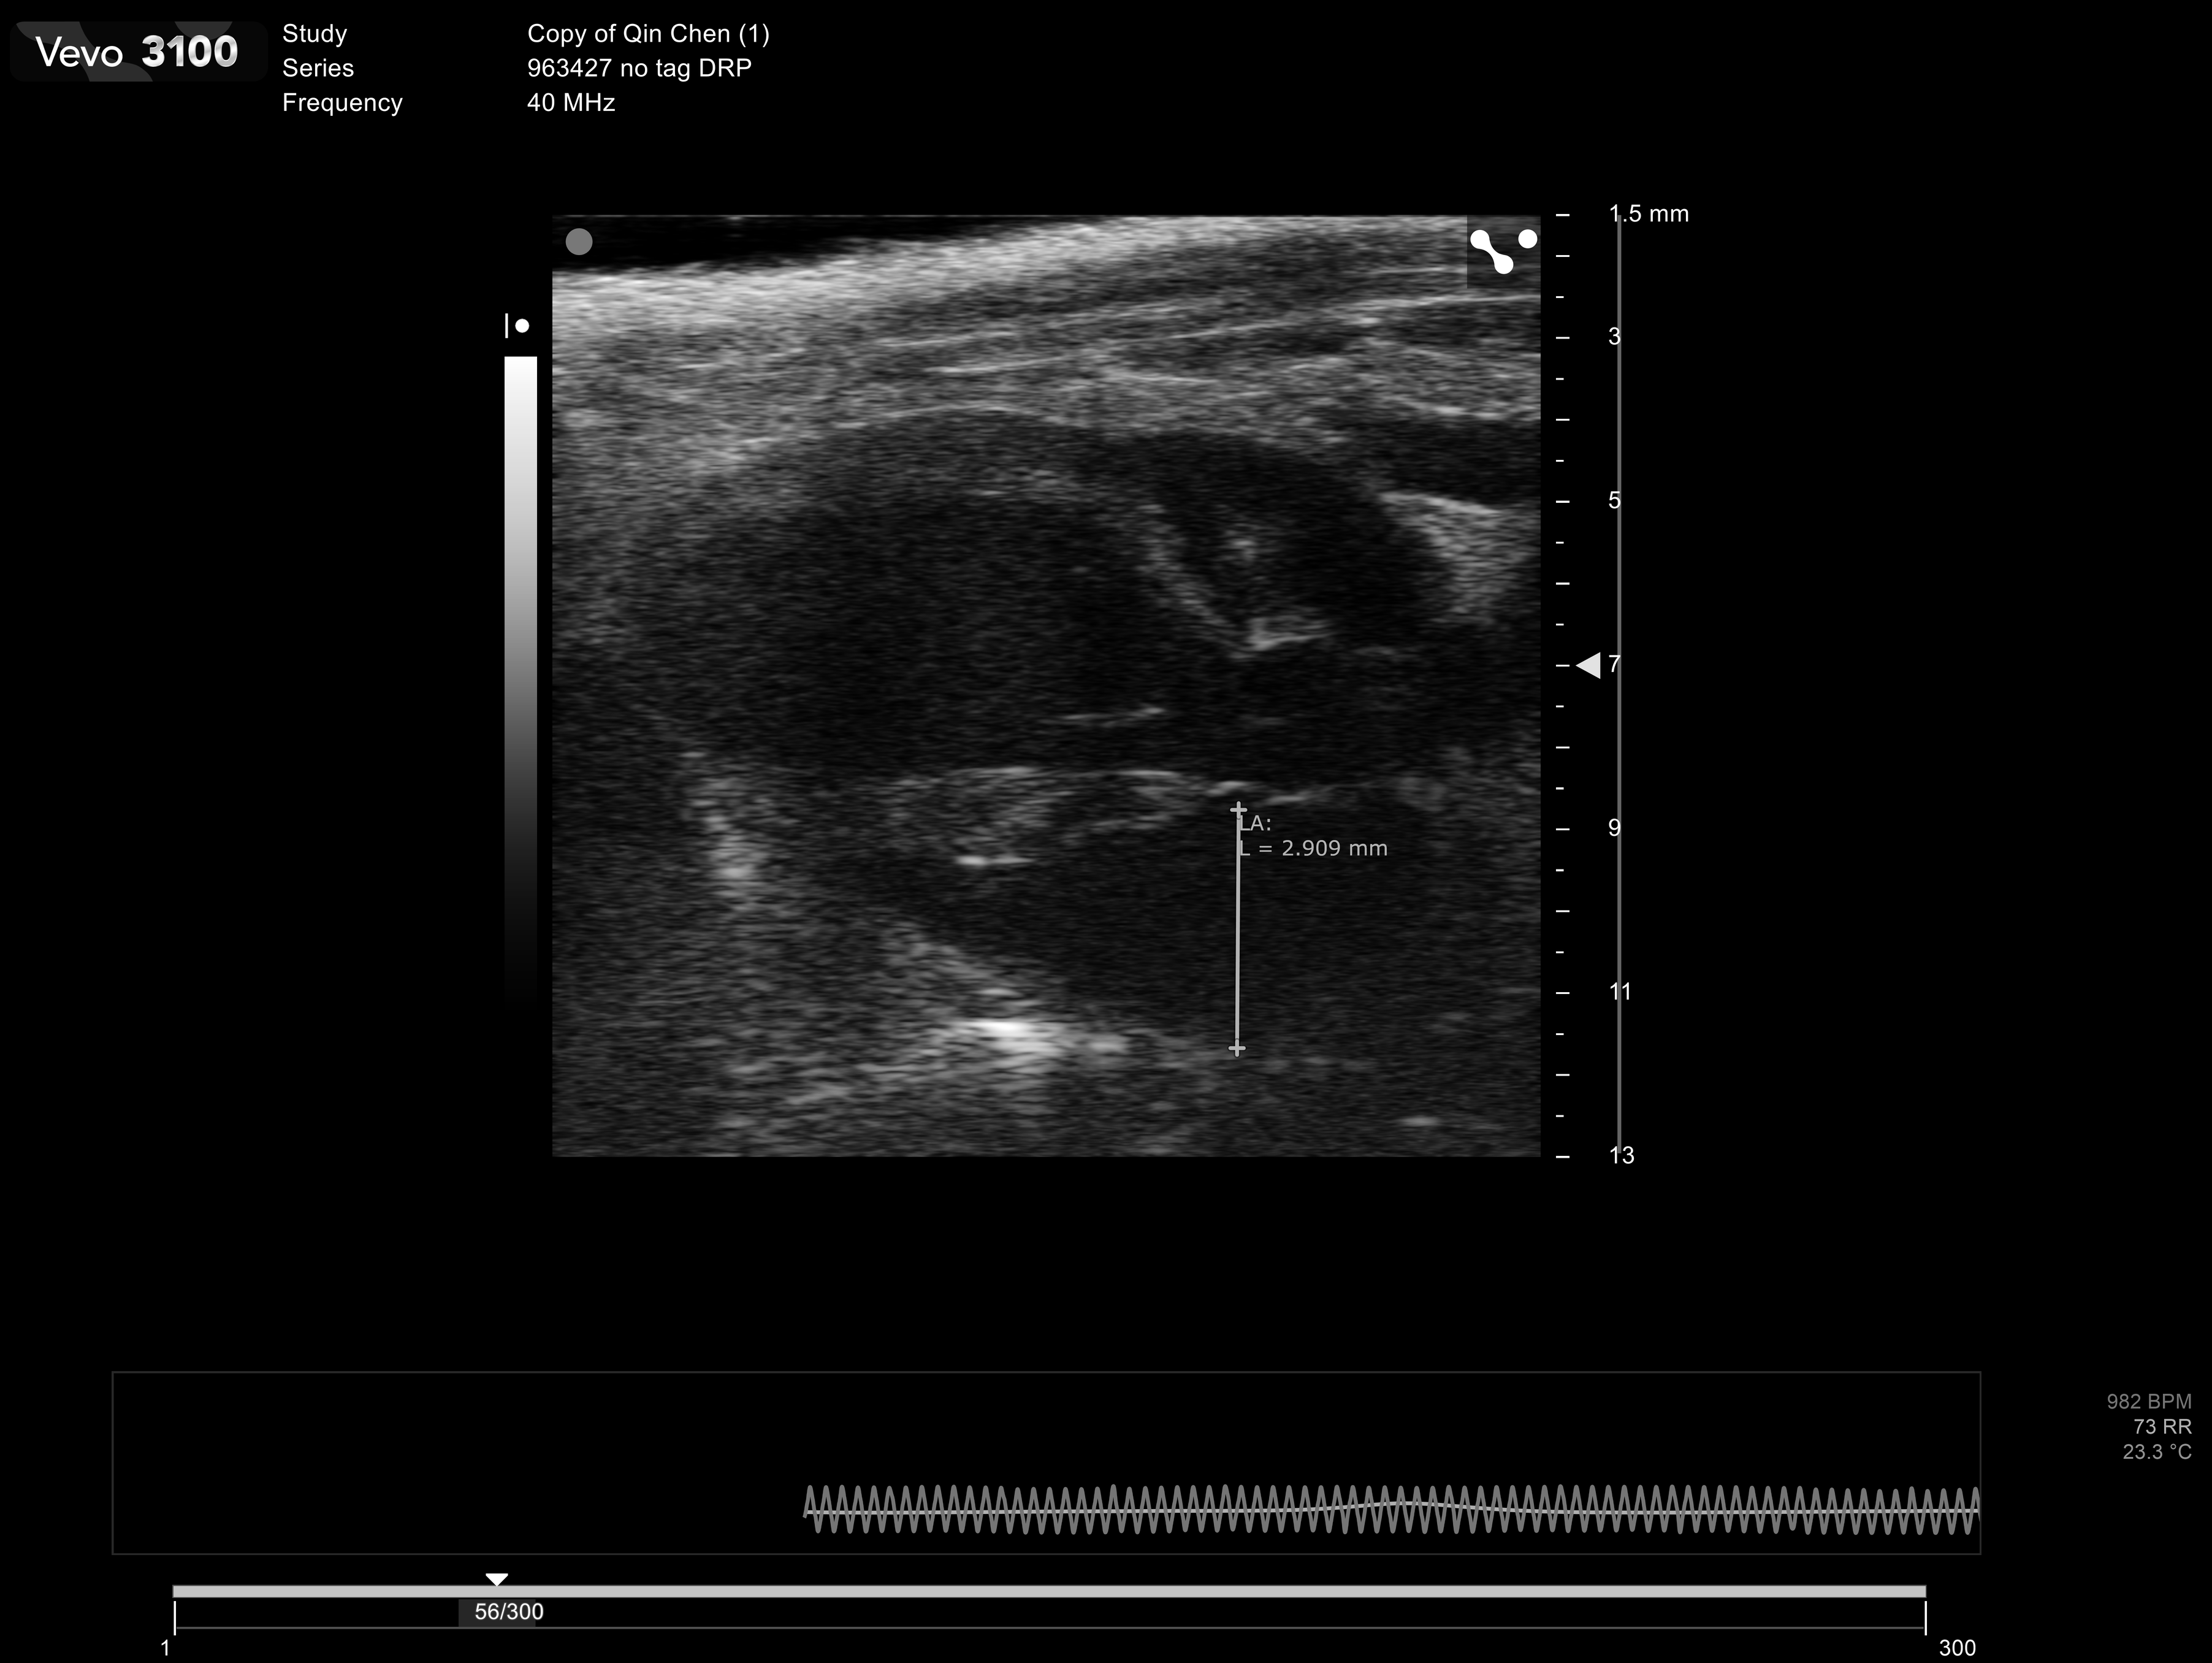 Vevo 3100
Study Copy of Qin Chen (1)
Series 963427 no tag DRP
Frequency 40 MHz
1.5 mm
3
5
7
9
LA:
L = 2.909 mm
11
13
982 BPM
73 RR
23.3 °C
56/300
1
300